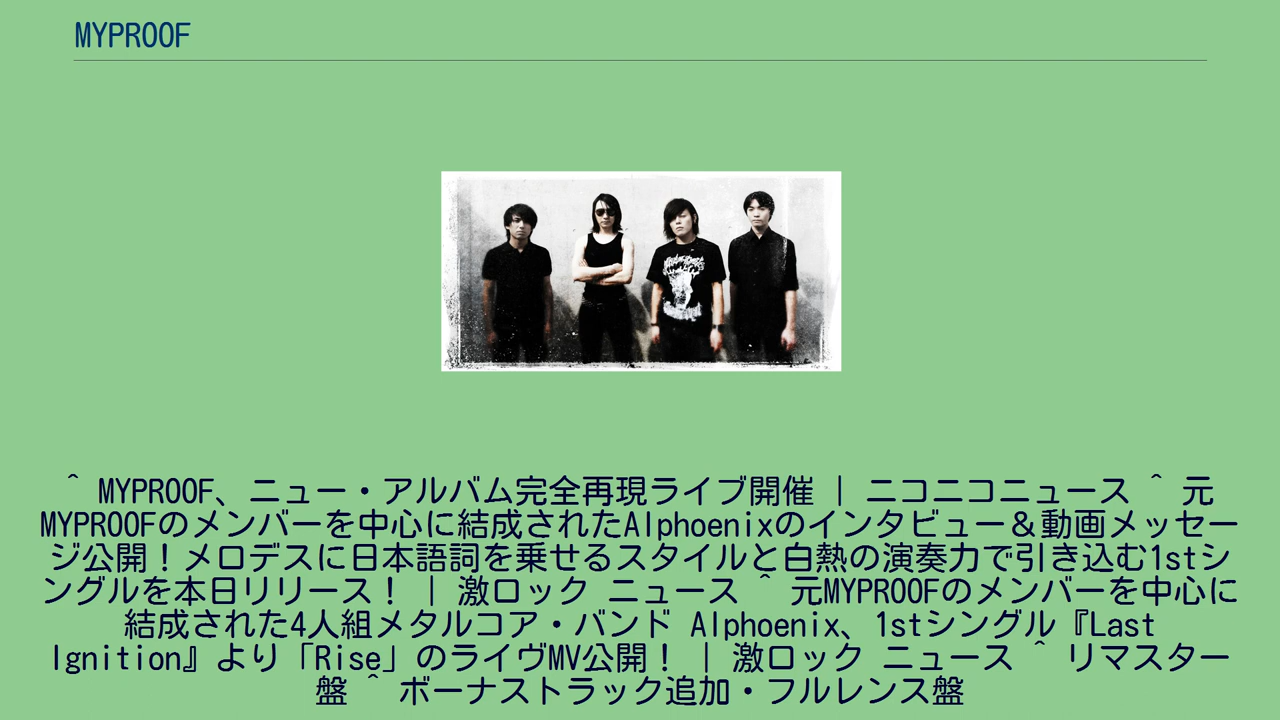 MYPROOF
^ MYPROOF、ニュー・アルバム完全再現ライブ開催 | ニコニコニュース ^ 元
MYPROOFのメンバーを中心に結成されたAlphoenixのインタビュー＆動画メッセー
ジ公開！メロデスに日本語詞を乗せるスタイルと白熱の演奏力で引き込む1stシ
ングルを本日リリース！ | 激ロック ニュース ^ 元MYPROOFのメンバーを中心に
結成された4人組メタルコア・バンド Alphoenix、1stシングル『Last
Ignition』より「Rise」のライヴMV公開！ | 激ロック ニュース ^ リマスター
盤 ^ ボーナストラック追加・フルレンス盤